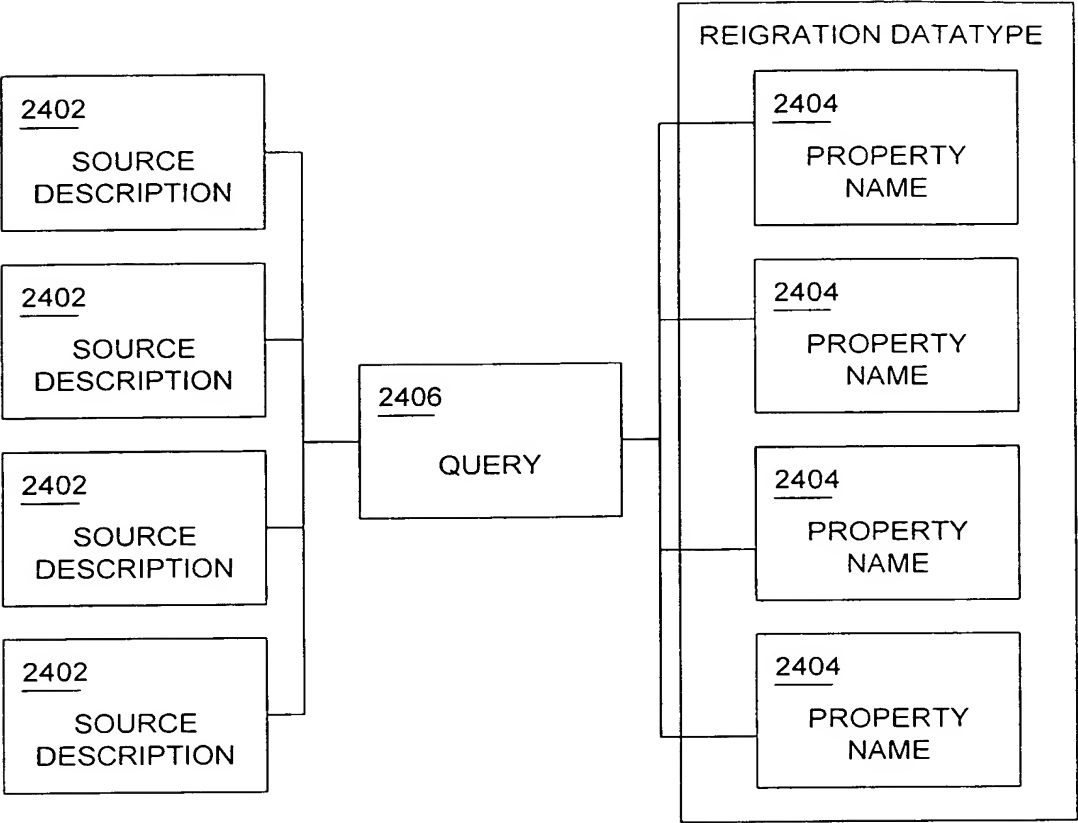 2402
SOURCE
DESCRIPTION
2402
SOURCE
DESCRIPTION
2402
SOURCE
DESCRIPTION
2402
SOURCE
DESCRIPTION
2406
QUERY
REIGRATION DATATYPE
2404
PROPERTY
NAME
2404
PROPERTY
NAME
2404
PROPERTY
NAME
2404
PROPERTY
NAME